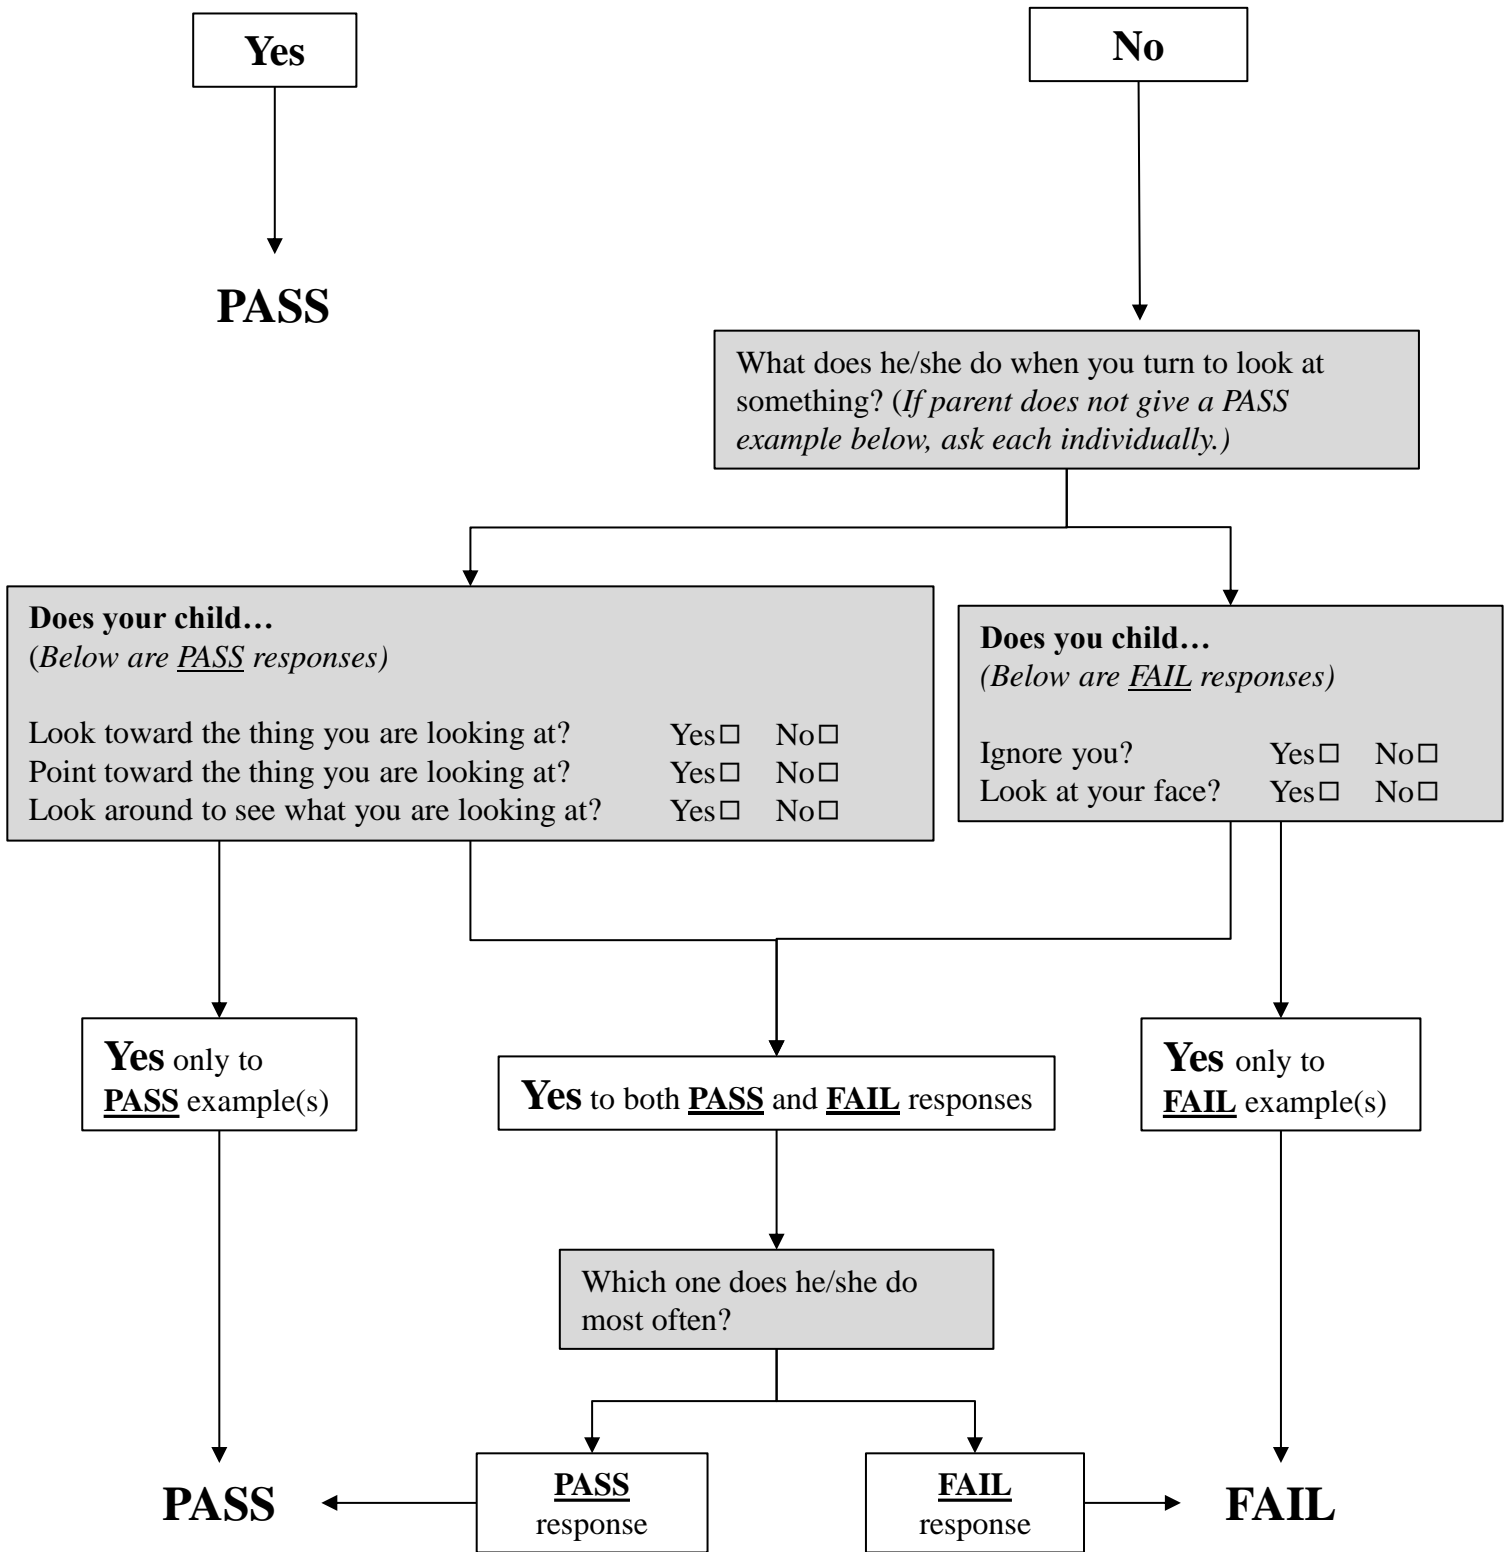 Yes
No
PASS
What does he/she do when you turn to look at
something? (If parent does not give a PASS
example below, ask each individually.)
Does your child…
(Below are PASS responses)
Look toward the thing you are looking at? Yes□ No□
Point toward the thing you are looking at? Yes□ No□
Look around to see what you are looking at? Yes□ No□
Does you child…
(Below are FAIL responses)
Ignore you? Yes□ No□
Look at your face? Yes□ No□
Yes only to
PASS example(s)
Yes to both PASS and FAIL responses
Yes only to
FAIL example(s)
Which one does he/she do
most often?
PASS
PASS
response
FAIL
response
FAIL